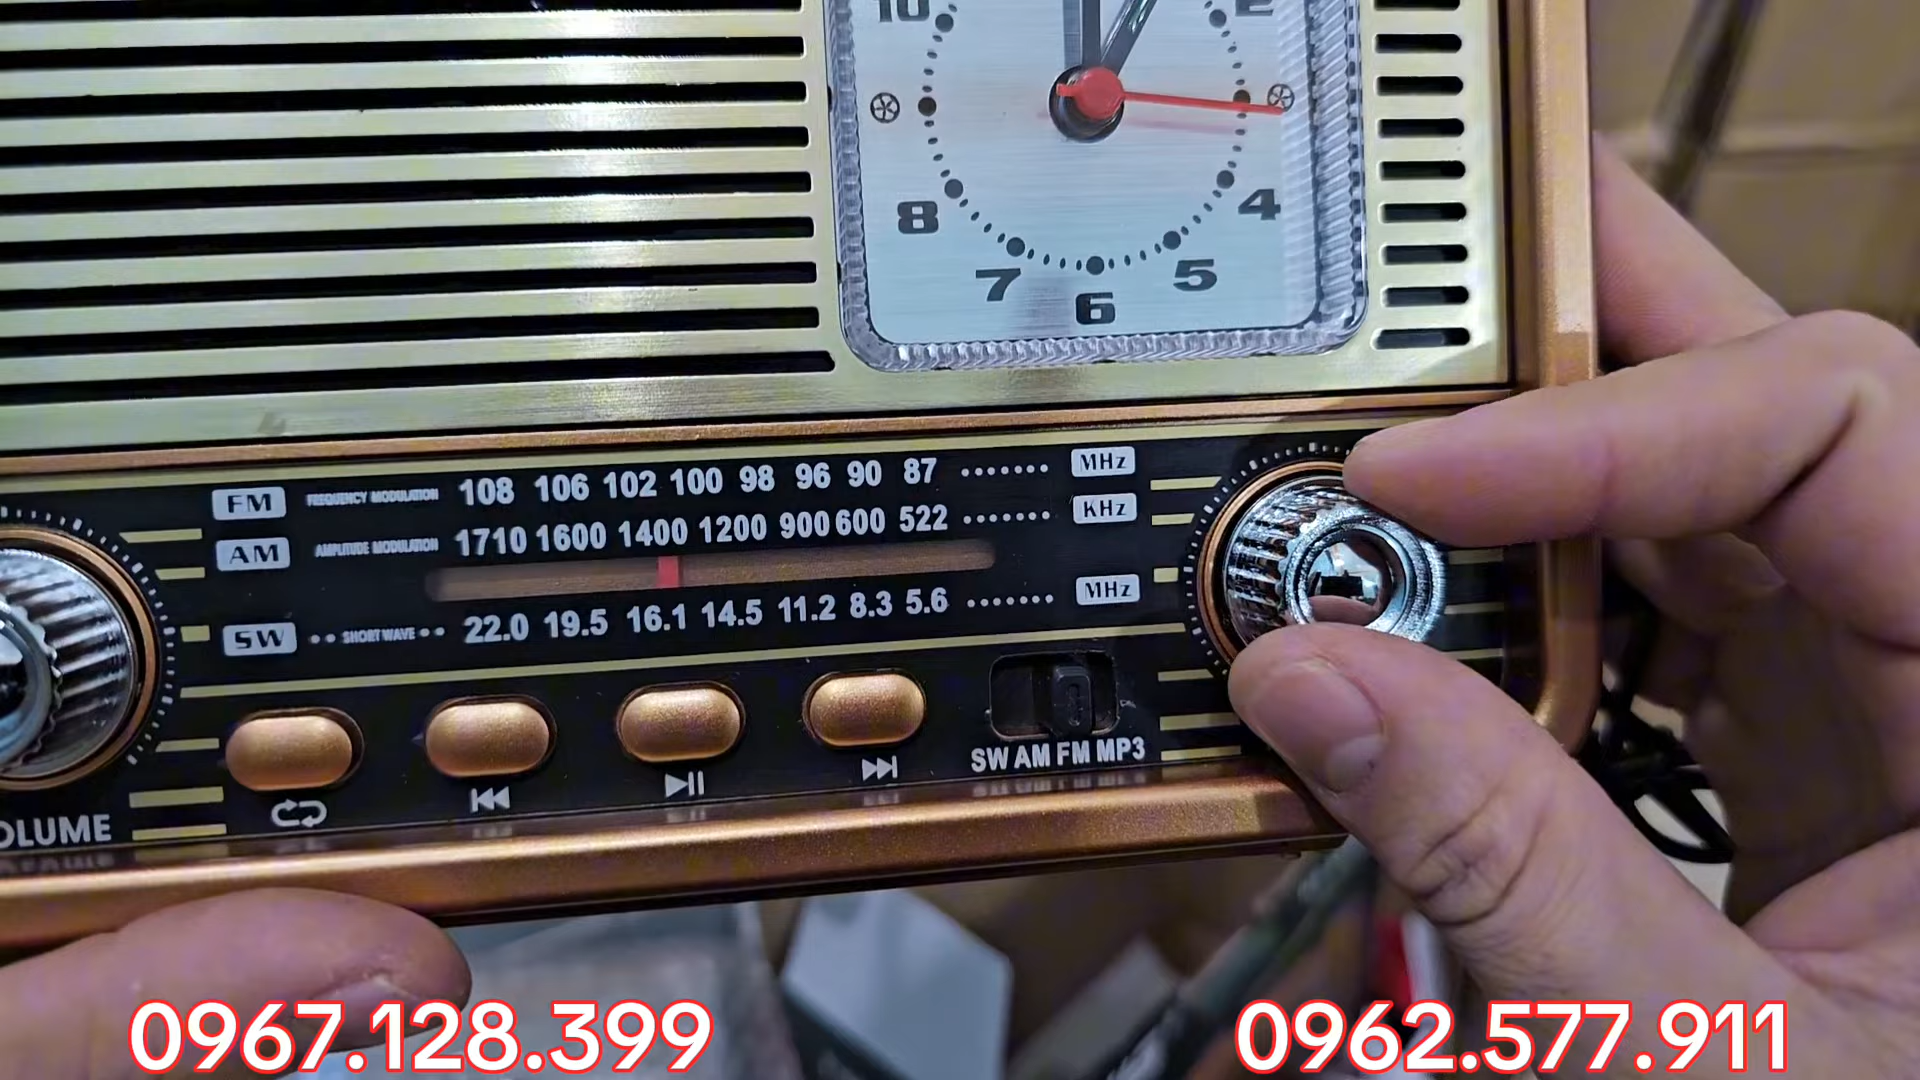 10 2
8 4
7 5
6
FM FREQUENCY MODULATION 108 106 102 100 98 96 90 87 ······· MHz
AM AMPLITUDE MODULATION 1710 1600 1400 1200 900 600 522 ······· KHz
SW •• SHORT WAVE •• 22.0 19.5 16.1 14.5 11.2 8.3 5.6 ······· MHz
SW AM FM MP3
OLUME
0967.128.399 0962.577.911